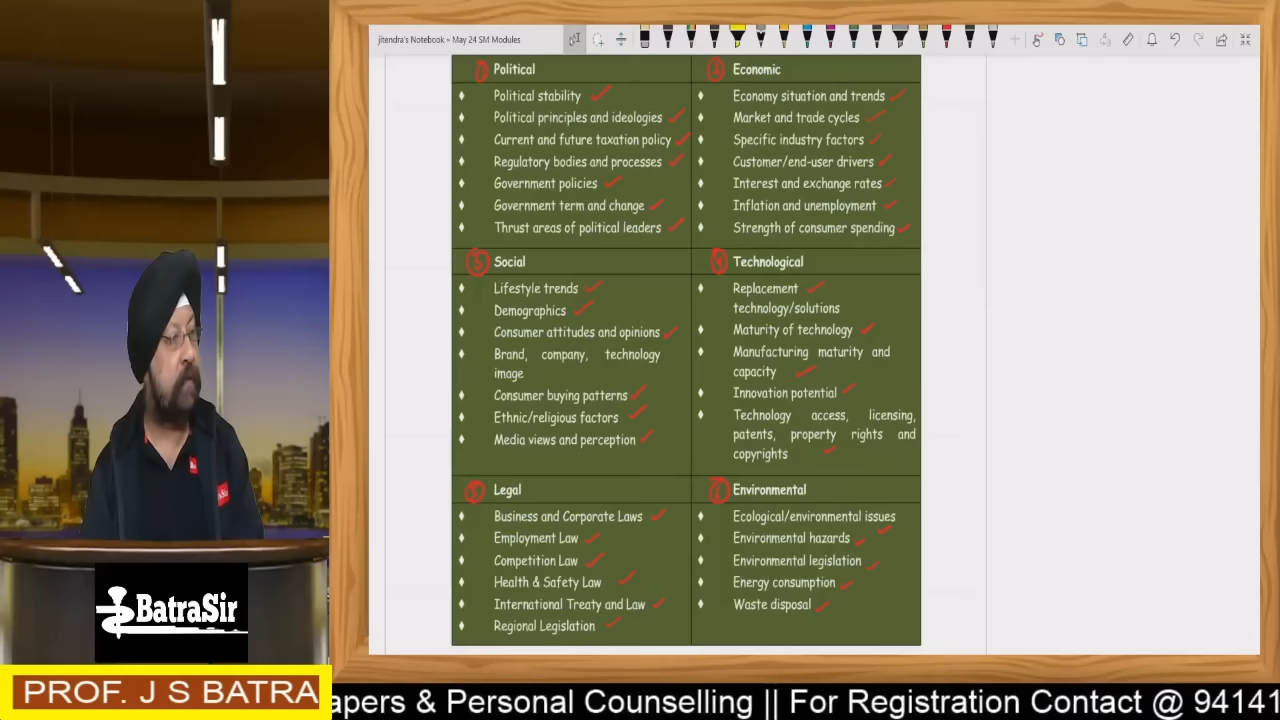 jitendra's Notebook » May 24 SM Modules
1 Political
Political stability
Political principles and ideologies
Current and future taxation policy
Regulatory bodies and processes
Government policies
Government term and change
Thrust areas of political leaders
2 Economic
Economy situation and trends
Market and trade cycles
Specific industry factors
Customer/end-user drivers
Interest and exchange rates
Inflation and unemployment
Strength of consumer spending
3 Social
Lifestyle trends
Demographics
Consumer attitudes and opinions
Brand, company, technology
image
Consumer buying patterns
Ethnic/religious factors
Media views and perception
4 Technological
Replacement
technology/solutions
Maturity of technology
Manufacturing maturity and
capacity
Innovation potential
Technology access, licensing,
patents, property rights and
copyrights
5 Legal
Business and Corporate Laws
Employment Law
Competition Law
Health & Safety Law
International Treaty and Law
Regional Legislation
6 Environmental
Ecological/environmental issues
Environmental hazards
Environmental legislation
Energy consumption
Waste disposal
BatraSir
PROF. J S BATRA
apers & Personal Counselling || For Registration Contact @ 94141